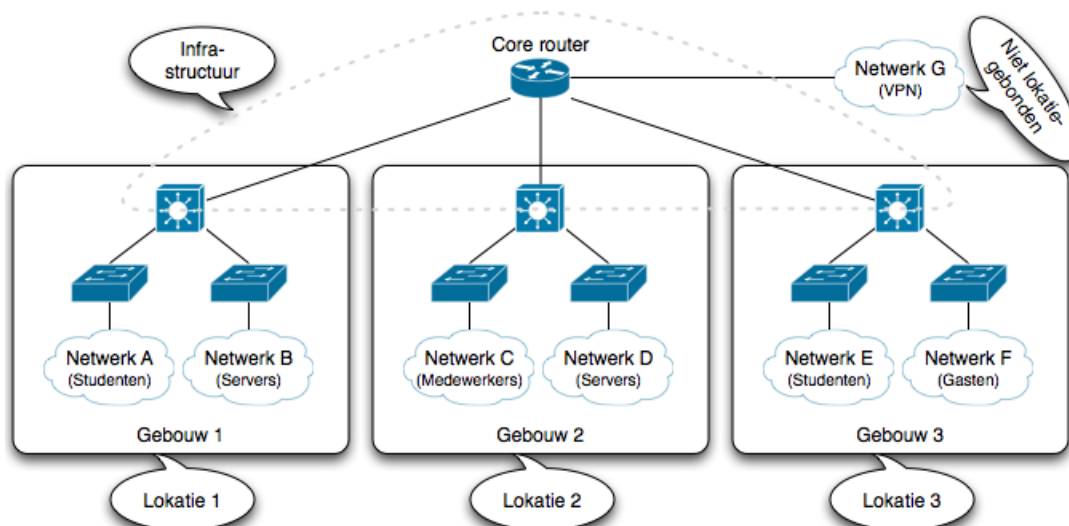 Infra-
structuur
Core router
Netwerk G
(VPN)
Niet lokatie-
gebonden
Netwerk A
(Studenten)
Netwerk B
(Servers)
Netwerk C
(Medewerkers)
Netwerk D
(Servers)
Netwerk E
(Studenten)
Netwerk F
(Gasten)
Gebouw 1
Gebouw 2
Gebouw 3
Lokatie 1
Lokatie 2
Lokatie 3